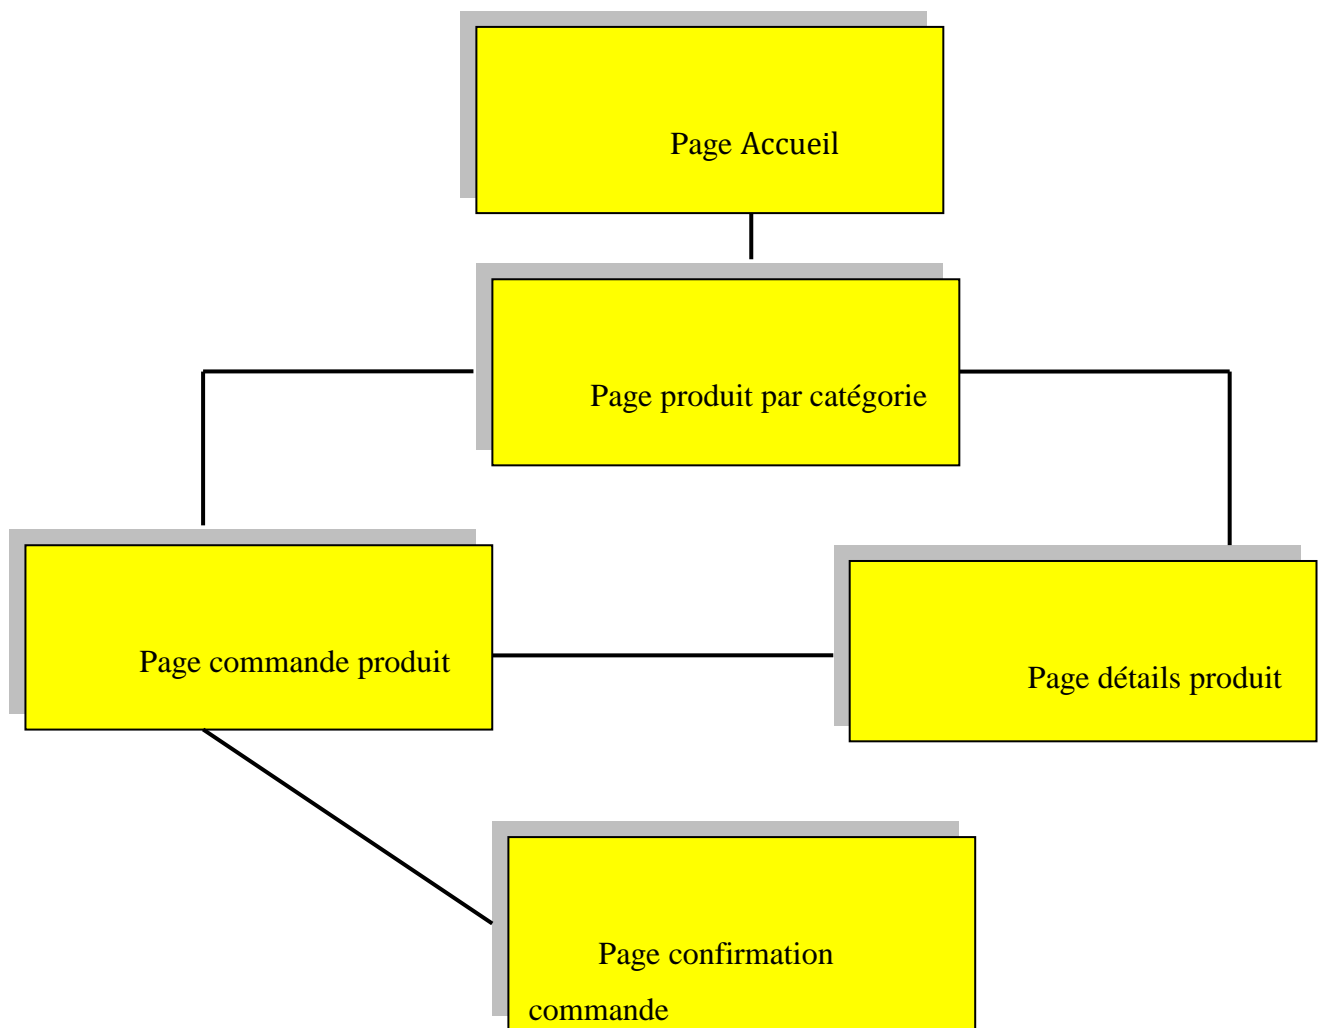 Page Accueil
Page produit par catégorie
Page commande produit
Page détails produit
Page confirmation
commande